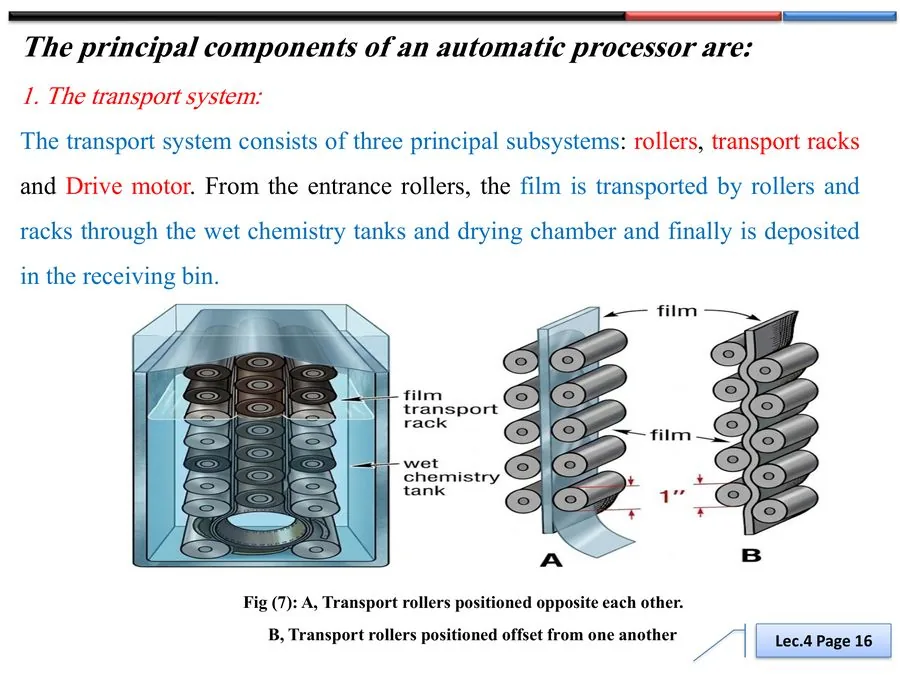 The principal components of an automatic processor are:
1. The transport system:
The transport system consists of three principal subsystems: rollers, transport racks
and Drive motor. From the entrance rollers, the film is transported by rollers and
racks through the wet chemistry tanks and drying chamber and finally is deposited
in the receiving bin.
film
film
transport
rack
wet
chemistry
tank
film
1"
A
B
Fig (7): A, Transport rollers positioned opposite each other.
B, Transport rollers positioned offset from one another
Lec.4 Page 16